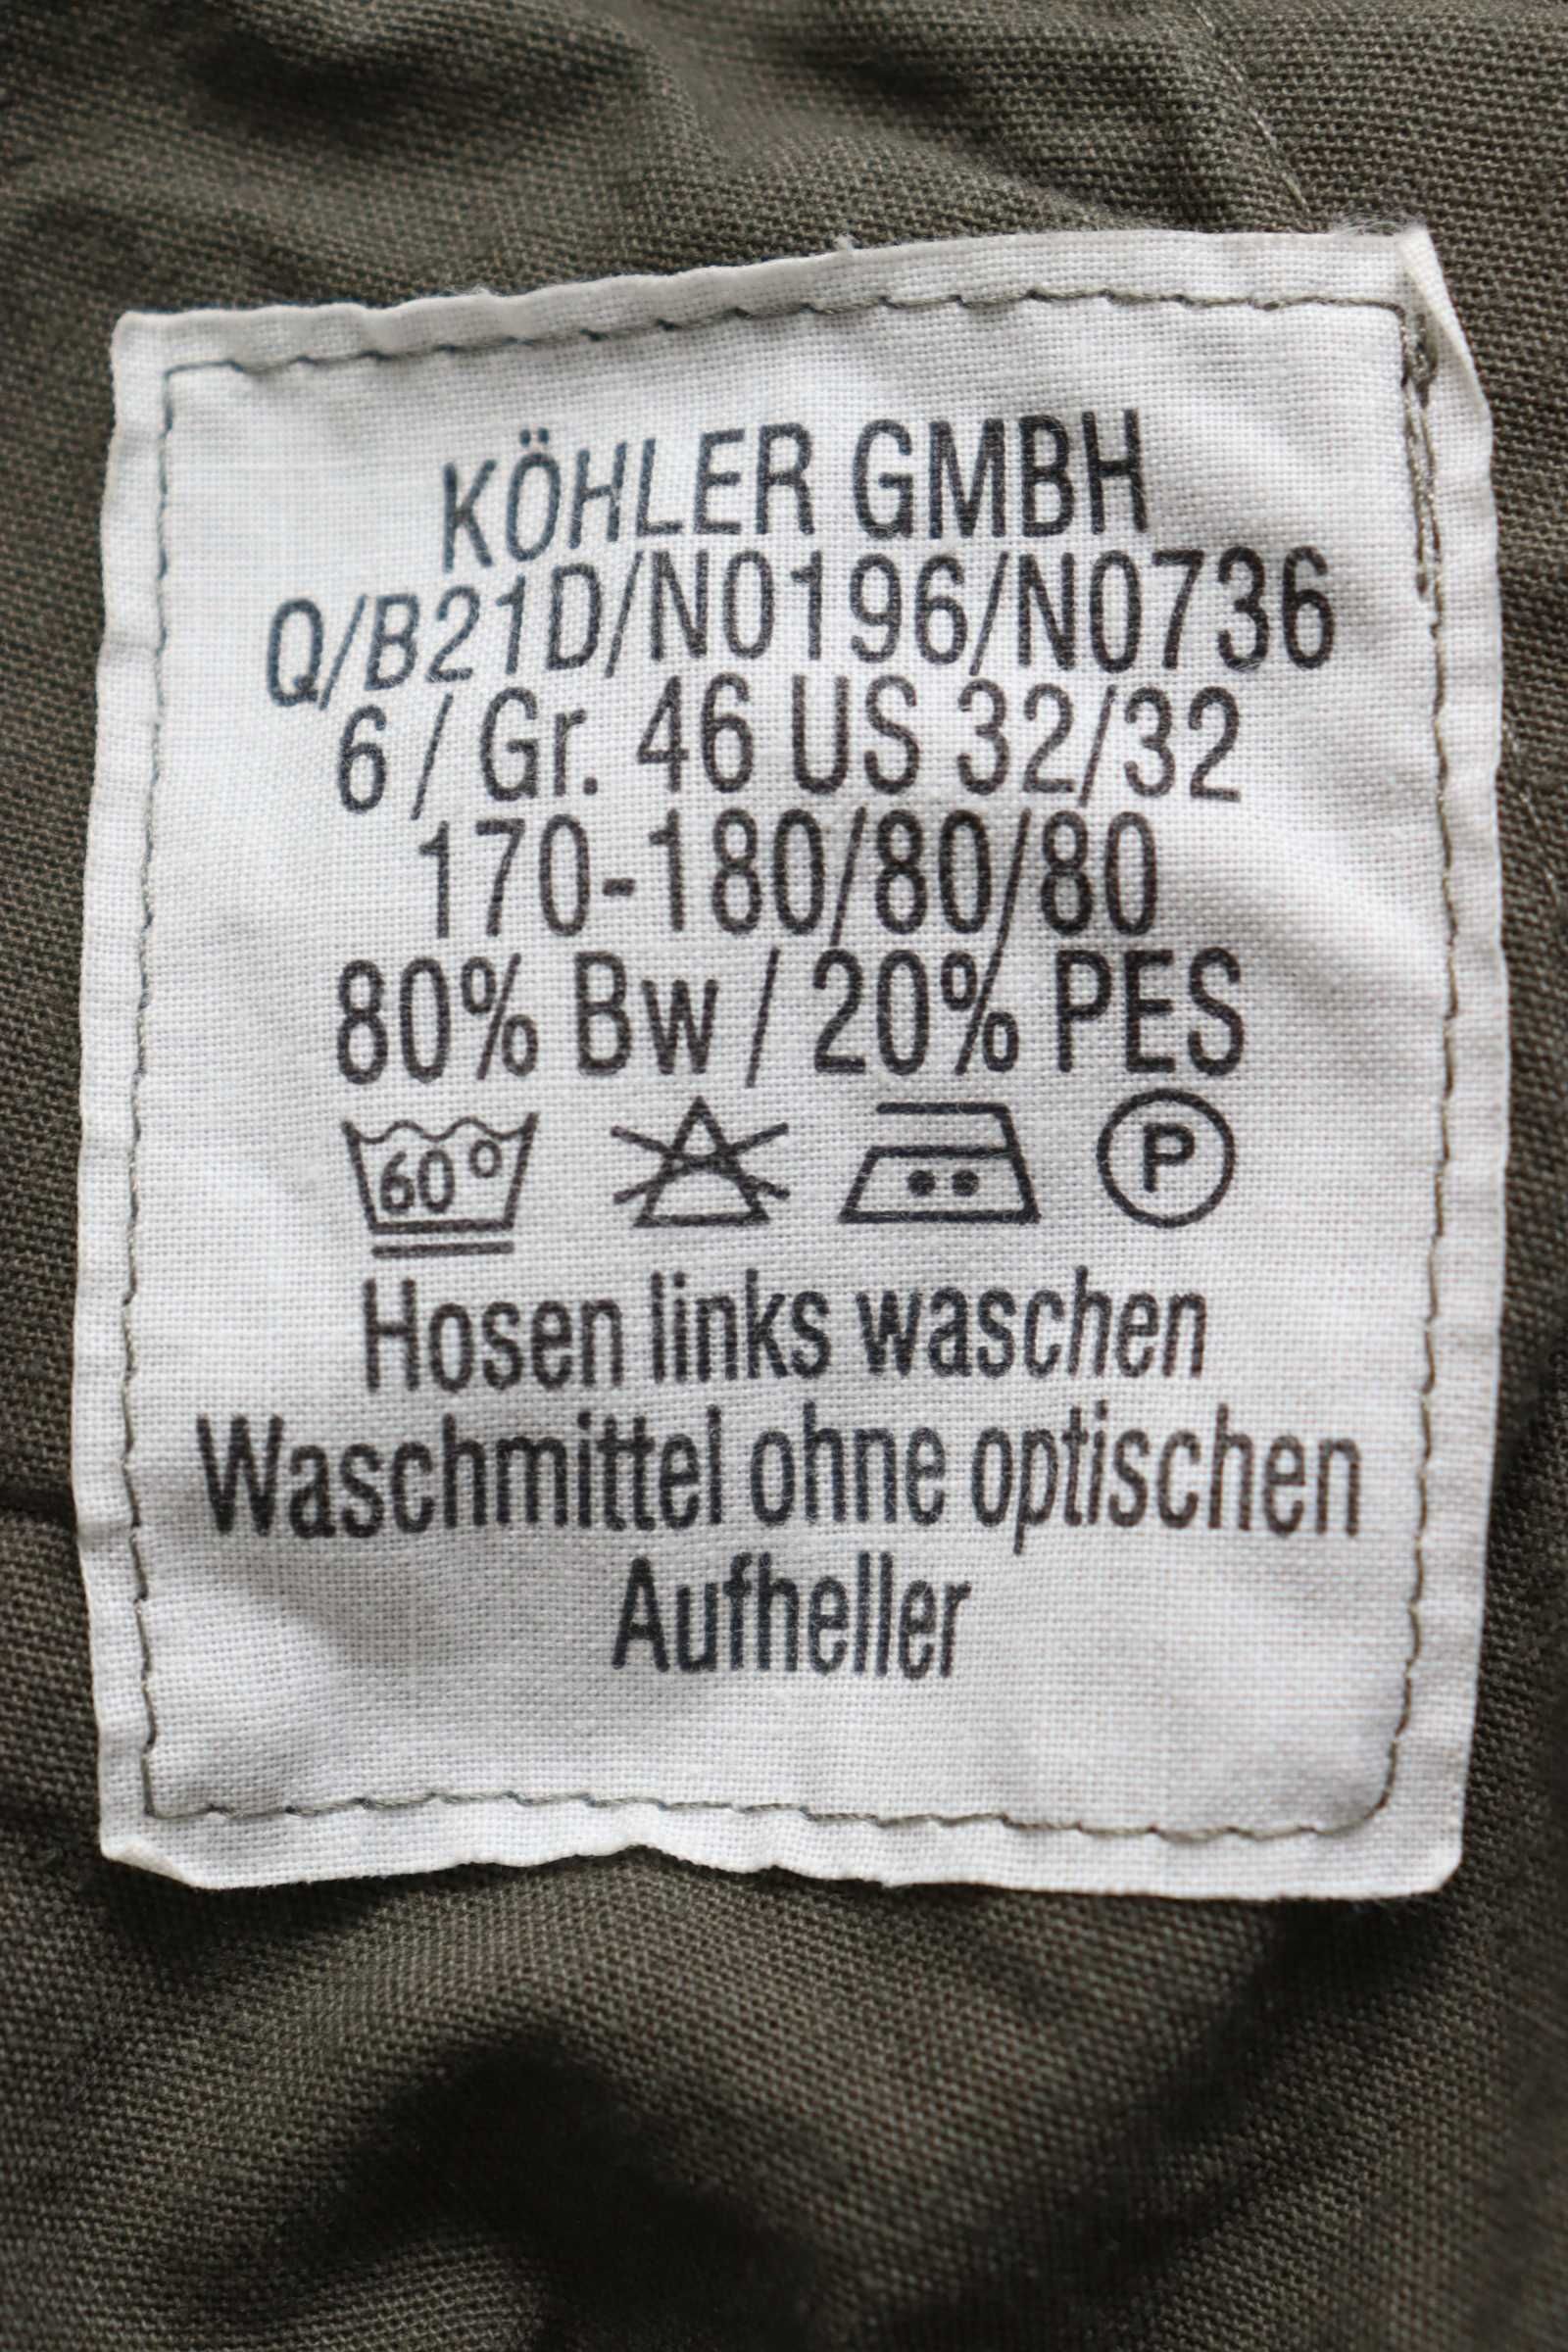 KÖHLER GMBH
Q/B21D/N0196/N0736
6 / Gr. 46 US 32/32
170-180/80/80
80% Bw / 20% PES
60° P
Hosen links waschen
Waschmittel ohne optischen
Aufheller